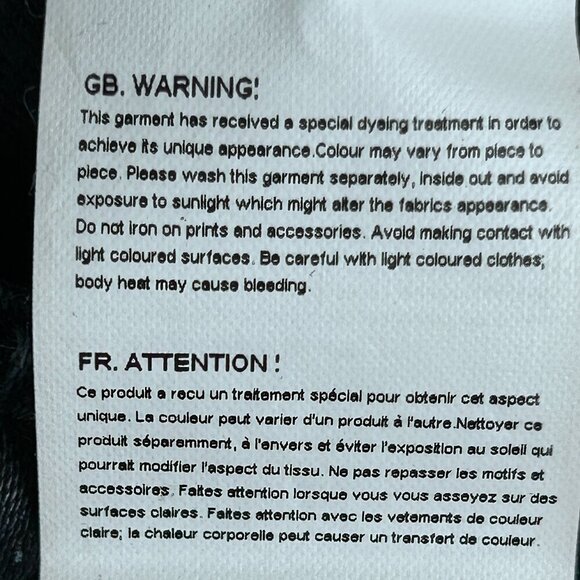 GB. WARNING!
This garment has received a special dyeing treatment in order to
achieve its unique appearance.Colour may vary from piece to
piece. Please wash this garment separately, inside out and avoid
exposure to sunlight which might alter the fabrics appearance.
Do not iron on prints and accessories. Avoid making contact with
light coloured surfaces. Be careful with light coloured clothes;
body heat may cause bleeding.
FR. ATTENTION !
Ce produit a recu un traitement spécial pour obtenir cet aspect
unique. La couleur peut varier d'un produit à l'autre.Nettoyer ce
produit séparemment, à l'envers et éviter l'exposition au soleil qui
pourrait modifier l'aspect du tissu. Ne pas repasser les motifs et
accessoires. Faites attention lorsque vous vous asseyez sur des
surfaces claires. Faites attention avec les vetements de couleur
claire; la chaleur corporelle peut causer un transfert de couleur.